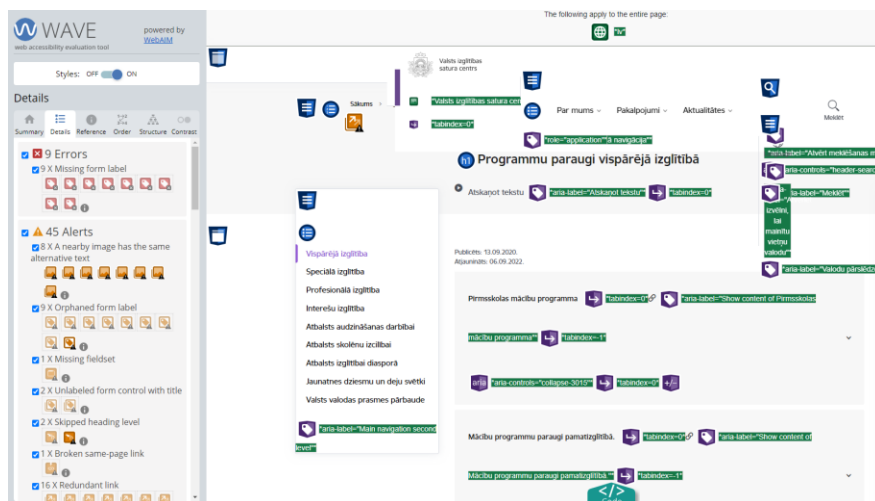 WAVE
web accessibility evaluation tool
powered by
WebAIM
Styles: OFF ON
Details
Summary Details Reference Order Structure Contrast
9 Errors
9 X Missing form label
45 Alerts
8 X A nearby image has the same
alternative text
9 X Orphaned form label
1 X Missing fieldset
2 X Unlabeled form control with title
2 X Skipped heading level
1 X Broken same-page link
16 X Redundant link
The following apply to the entire page:
*"lv"
Valsts izglītības
satura centrs
*"Valsts izglītības satura cen
*"tabindex=0"
Sākums
Par mums
Pakalpojumi
Aktualitātes
Meklēt
*"role="application""ā navigācija""
*"aria-label="Atvērt meklēšanas m
*"aria-controls="header-sear
*"aria-label="Meklēt""
izvēlni,
lai
mainītu
vietņu
valodu""
*"aria-label="Valodu pārslēdz
h1 Programmu paraugi vispārējā izglītībā
Atskaņot tekstu *"aria-label="Atskaņot tekstu"" *"tabindex=0"
Vispārējā izglītība
Speciālā izglītība
Profesionālā izglītība
Interešu izglītība
Atbalsts audzināšanas darbībai
Atbalsts skolēnu izcilībai
Atbalsts izglītībai diasporā
Jaunatnes dziesmu un deju svētki
Valsts valodas prasmes pārbaude
*"aria-label="Main navigation second
level""
Publicēts: 13.09.2020.
Atjaunināts: 06.09.2022.
Pirmsskolas mācību programma *"tabindex=0" *"aria-label="Show content of Pirmsskolas
mācību programma"" *"tabindex=-1"
aria *"aria-controls="collapse-3015"" *"tabindex=0" +/-
Mācību programmu paraugi pamatizglītībā. *"tabindex=0" *"aria-label="Show content of
Mācību programmu paraugi pamatizglītībā."" *"tabindex=-1"
</>
Code